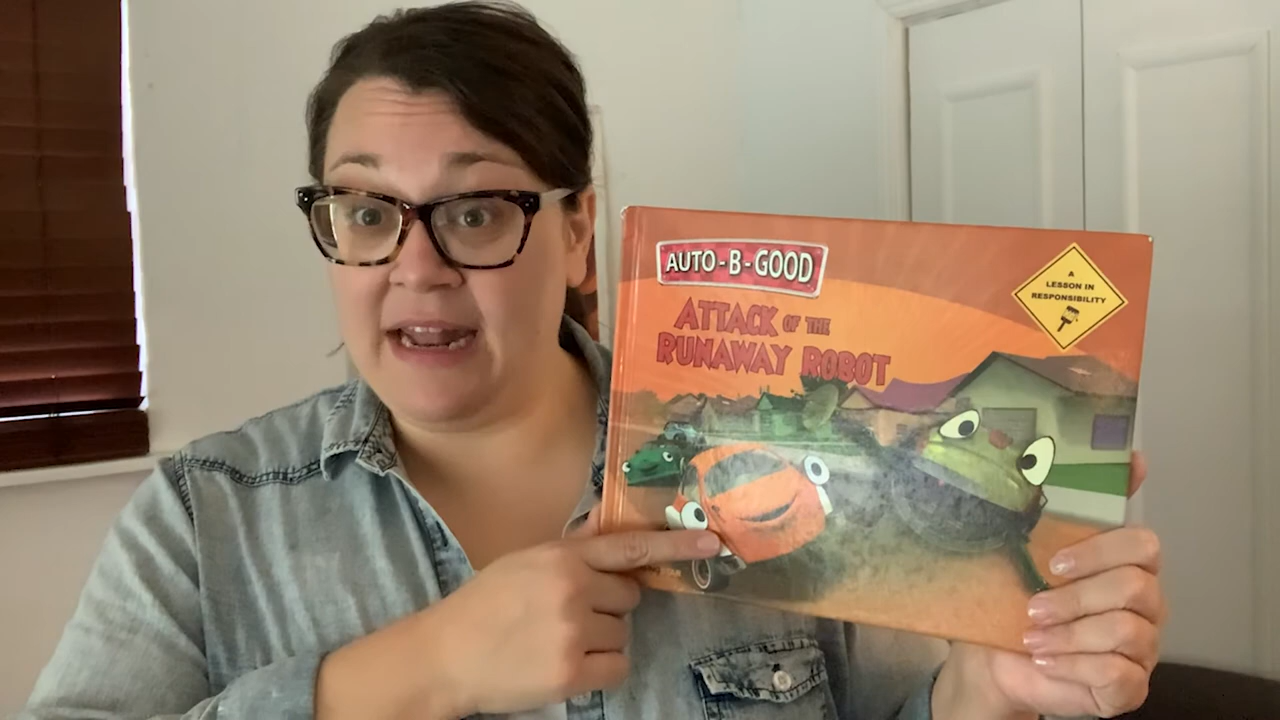 AUTO-B-GOOD
ATTACK OF THE
RUNAWAY ROBOT
A
LESSON IN
RESPONSIBILITY